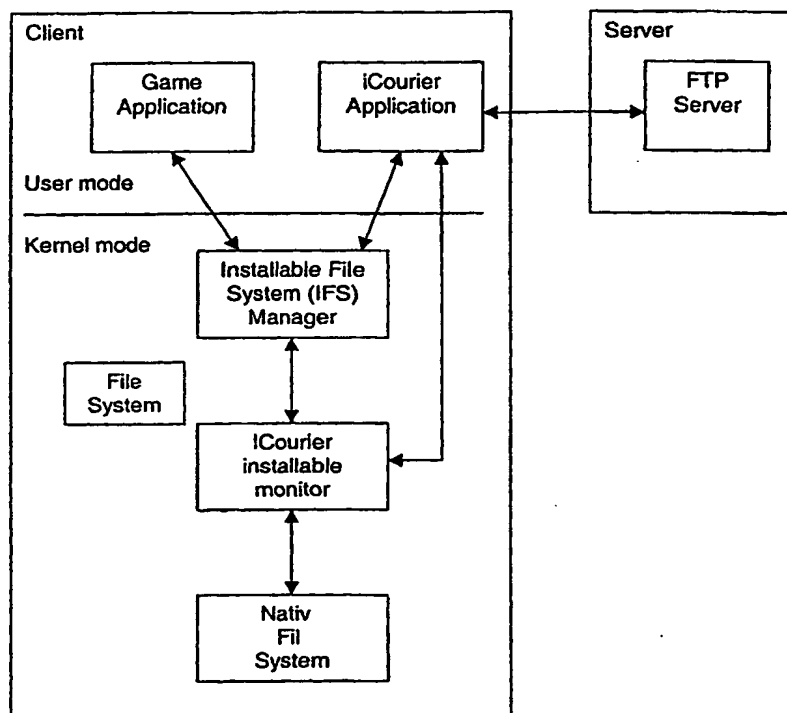 Client
Server
Game
Application
iCourier
Application
FTP
Server
User mode
Kernel mode
Installable File
System (IFS)
Manager
File
System
ICourier
installable
monitor
Nativ
Fil
System